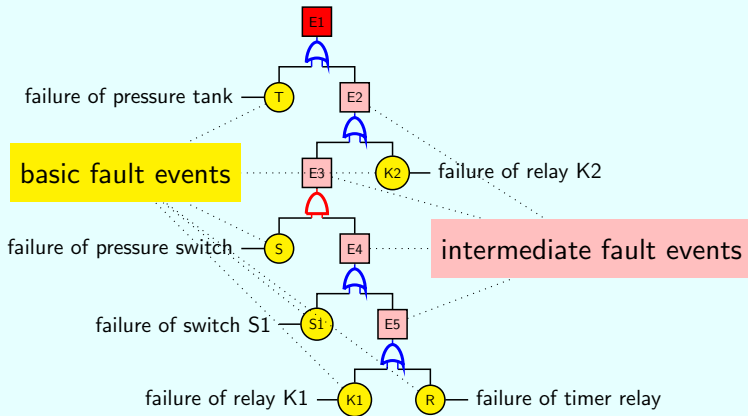 E1
failure of pressure tank
T
E2
basic fault events
E3
K2
failure of relay K2
failure of pressure switch
S
E4
intermediate fault events
failure of switch S1
S1
E5
failure of relay K1
K1
R
failure of timer relay